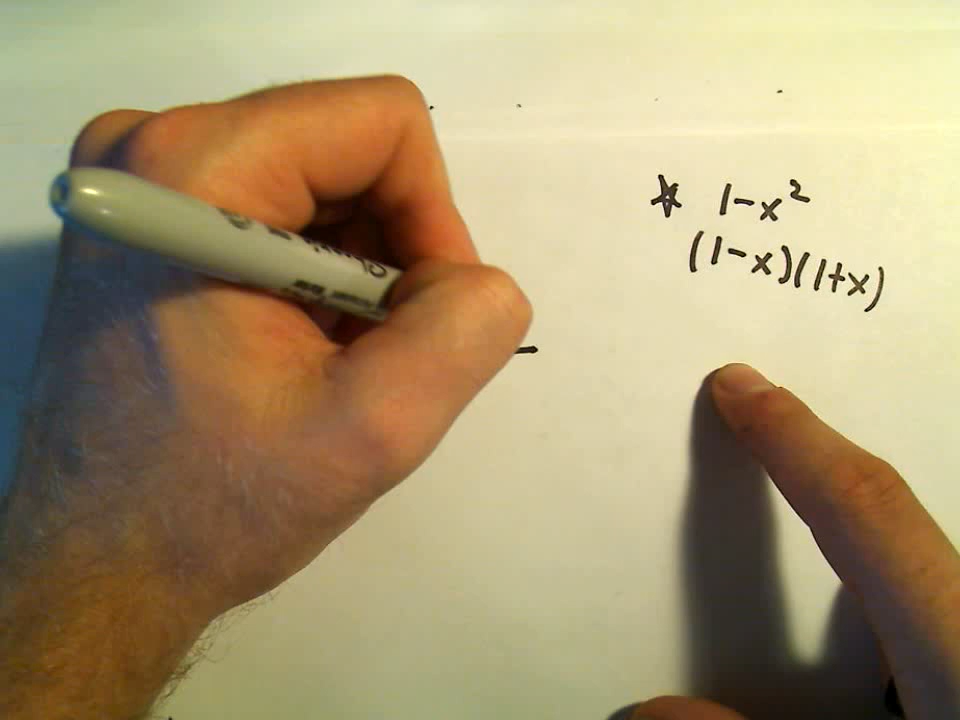 * 1-x²
(1-x)(1+x)